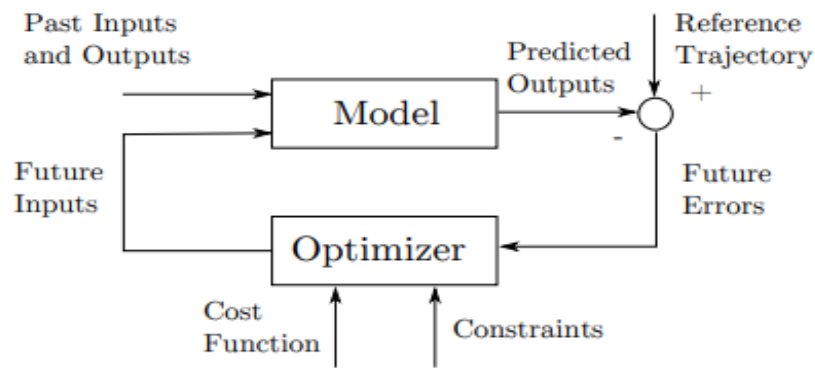 Past Inputs
and Outputs
Predicted
Outputs
Reference
Trajectory
+
Model
-
Future
Inputs
Future
Errors
Optimizer
Cost
Function
Constraints